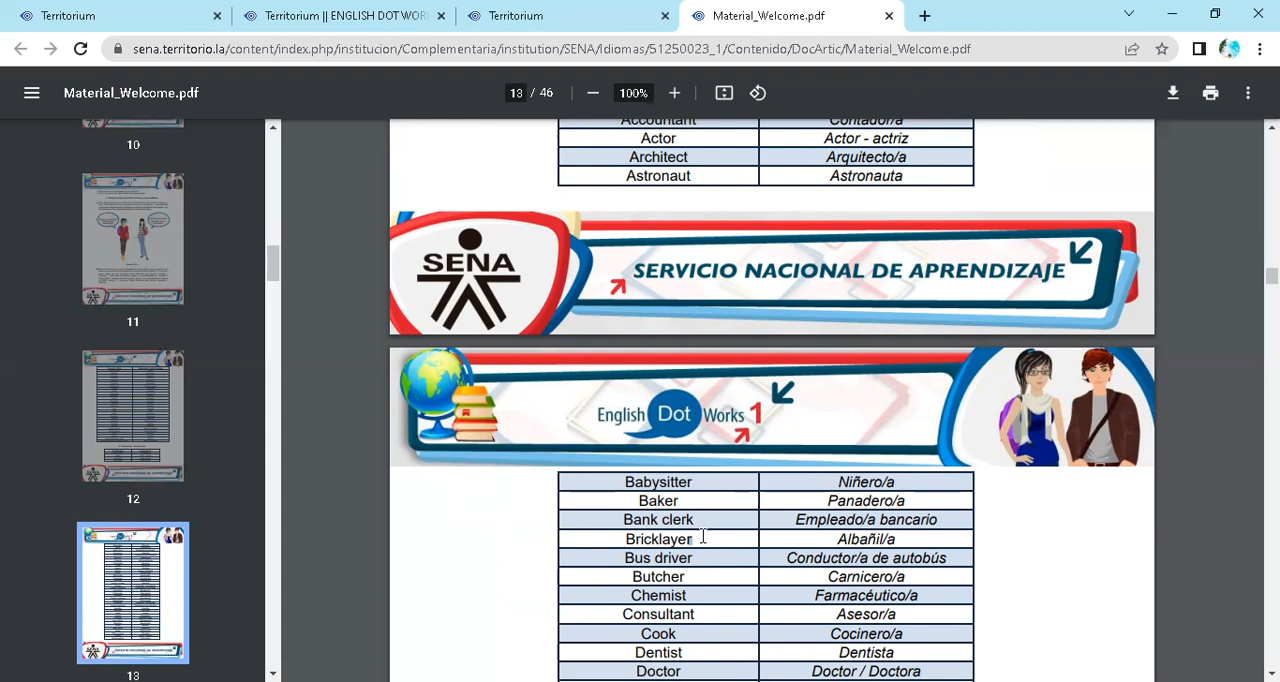 Territorium
Territorium || ENGLISH DOT WOR
Territorium
Material_Welcome.pdf
sena.territorio.la/content/index.php/institucion/Complementaria/institution/SENA/Idiomas/51250023_1/Contenido/DocArtic/Material_Welcome.pdf
Material_Welcome.pdf
13 / 46
100%
10
11
12
13
Accountant Contador/a
Actor Actor - actriz
Architect Arquitecto/a
Astronaut Astronauta
SENA
SERVICIO NACIONAL DE APRENDIZAJE
English Dot Works 1
Babysitter Niñero/a
Baker Panadero/a
Bank clerk Empleado/a bancario
Bricklayer Albañil/a
Bus driver Conductor/a de autobús
Butcher Carnicero/a
Chemist Farmacéutico/a
Consultant Asesor/a
Cook Cocinero/a
Dentist Dentista
Doctor Doctor / Doctora